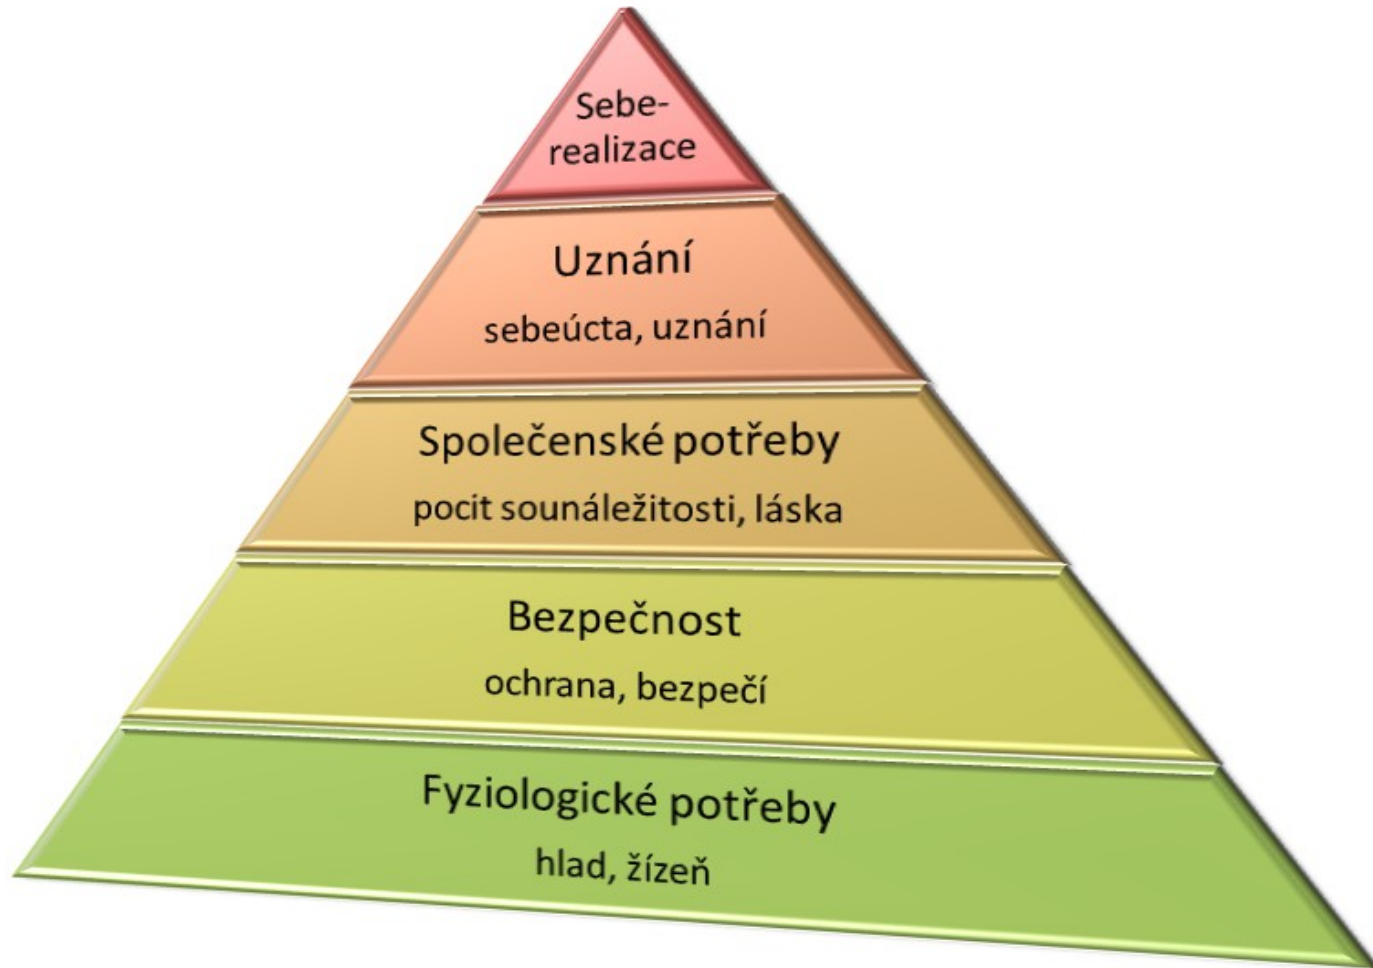 Sebe-
realizace
Uznání
sebeúcta, uznání
Společenské potřeby
pocit sounáležitosti, láska
Bezpečnost
ochrana, bezpečí
Fyziologické potřeby
hlad, žízeň